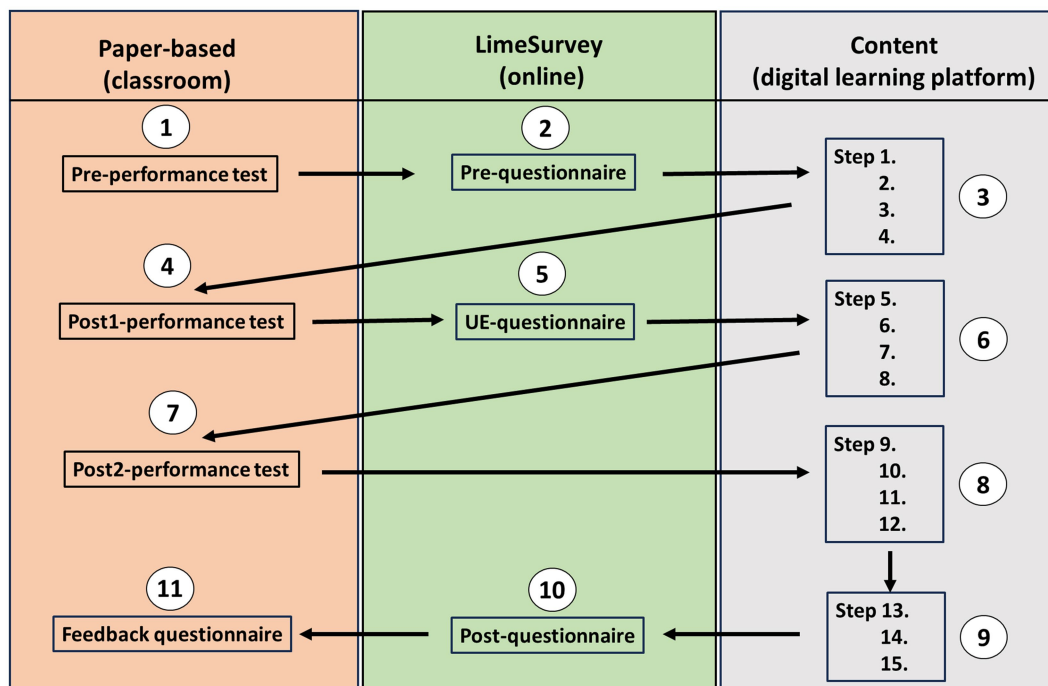 Paper-based
(classroom)
LimeSurvey
(online)
Content
(digital learning platform)
1
2
Pre-performance test
Pre-questionnaire
Step 1.
2.
3.
4.
3
4
5
Post1-performance test
UE-questionnaire
Step 5.
6.
7.
8.
6
7
Post2-performance test
Step 9.
10.
11.
12.
8
11
10
Feedback questionnaire
Post-questionnaire
Step 13.
14.
15.
9